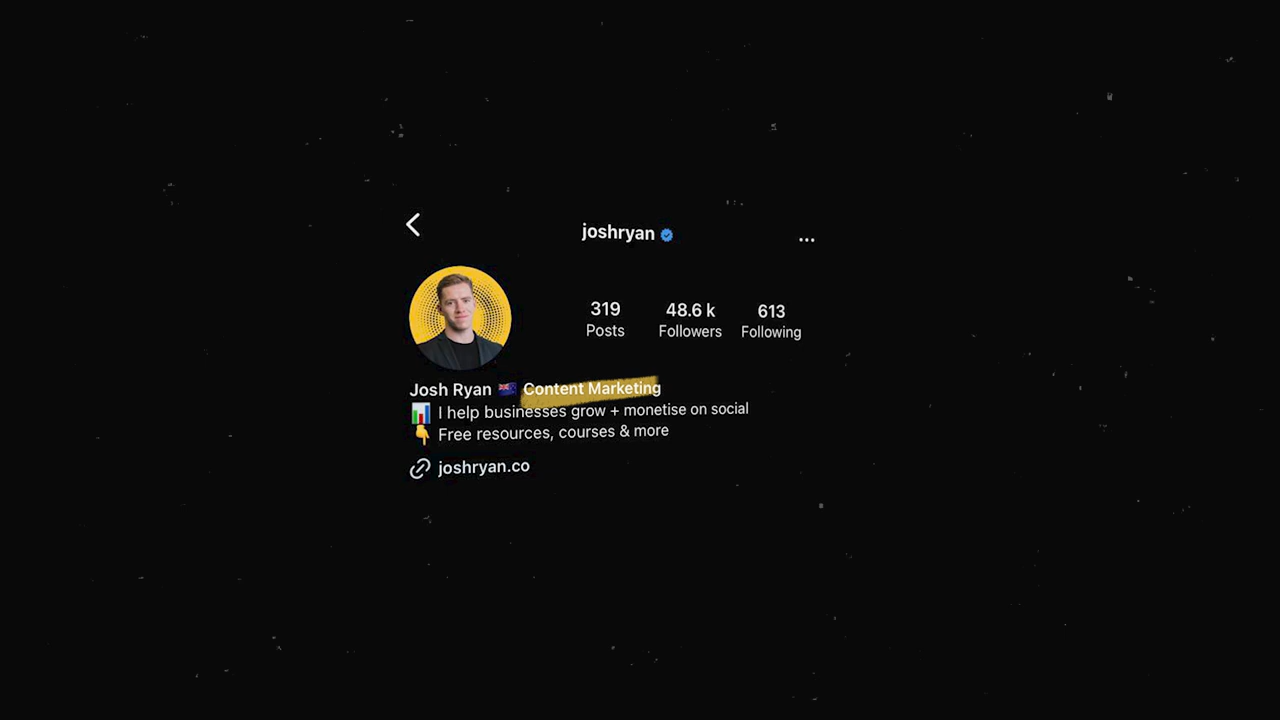 joshryan
319 48.6 k 613
Posts Followers Following
Josh Ryan 🇳🇿 Content Marketing
📊 I help businesses grow + monetise on social
👇 Free resources, courses & more
joshryan.co